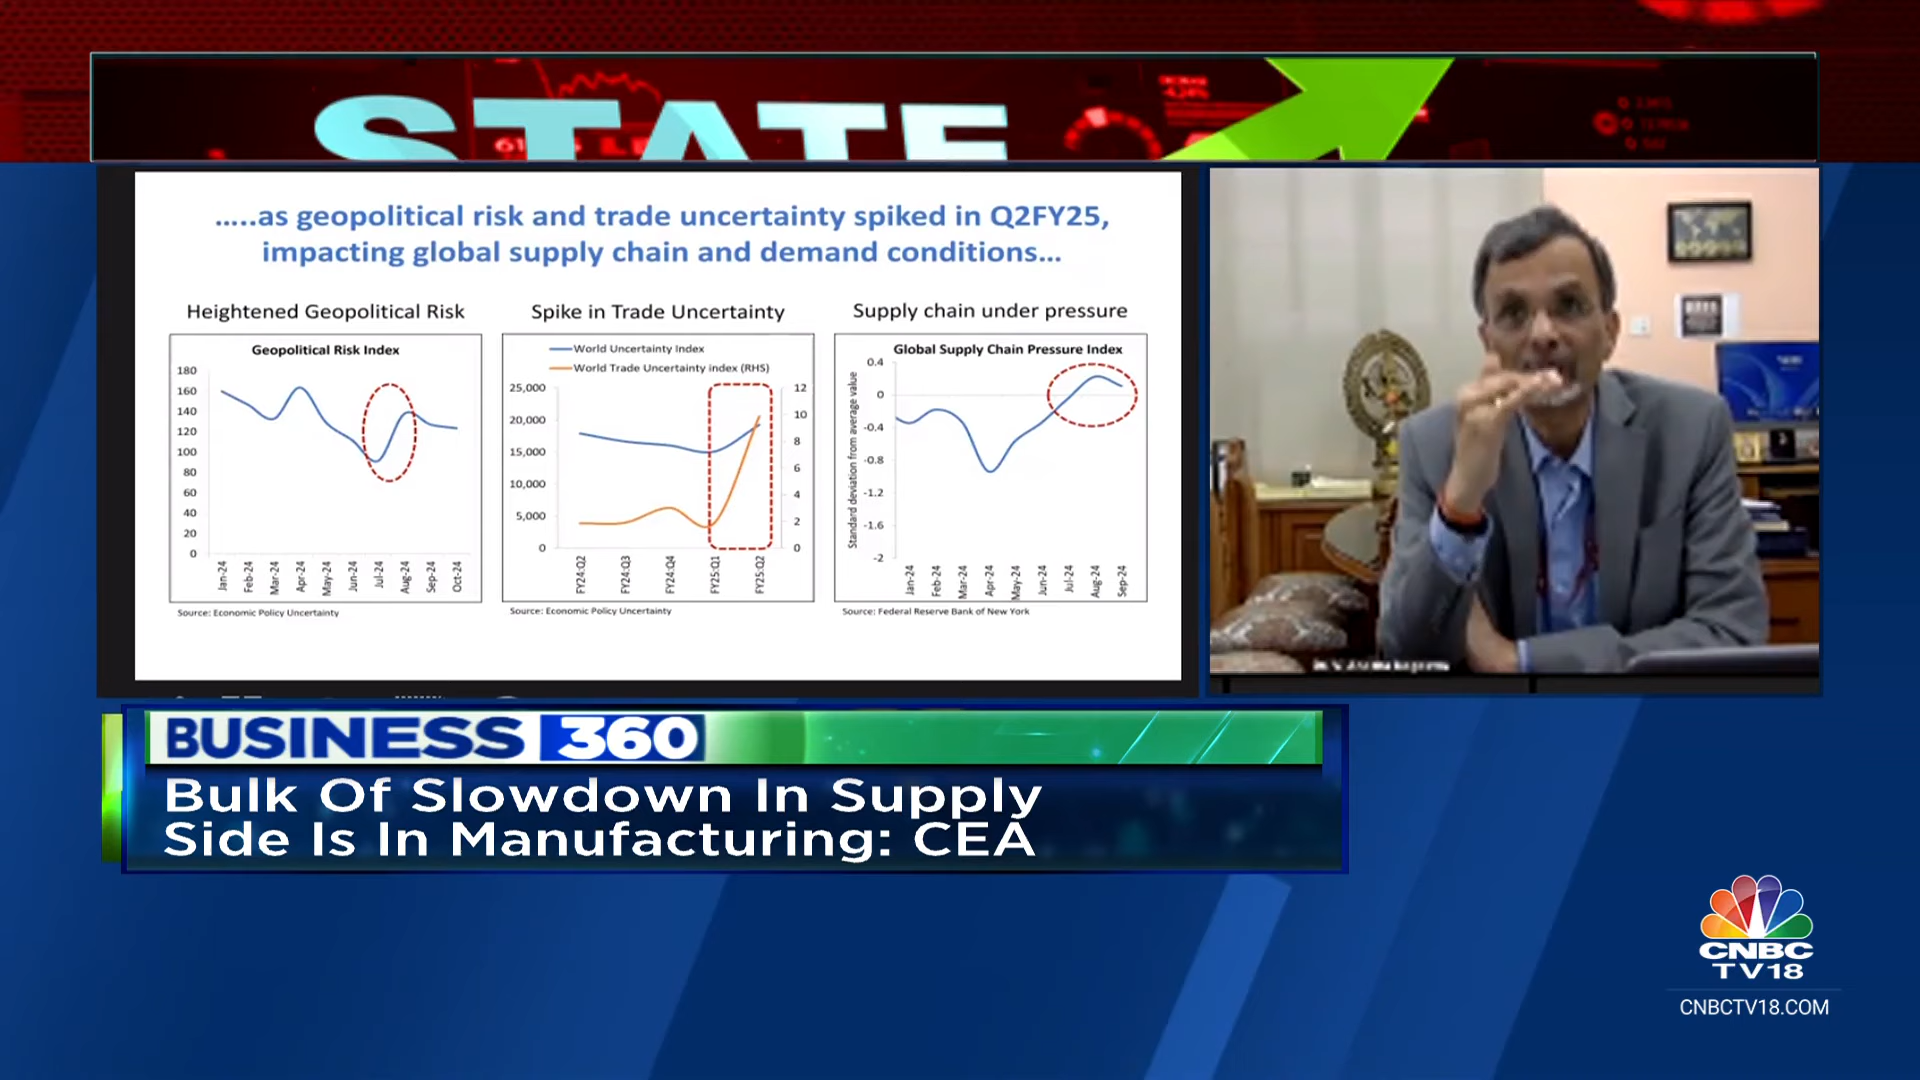 STATE
.....as geopolitical risk and trade uncertainty spiked in Q2FY25,
impacting global supply chain and demand conditions...
Heightened Geopolitical Risk
Geopolitical Risk Index
180
160
140
120
100
80
60
40
20
0
Jan-24
Feb-24
Mar-24
Apr-24
May-24
Jun-24
Jul-24
Aug-24
Sep-24
Oct-24
Source: Economic Policy Uncertainty
Spike in Trade Uncertainty
World Uncertainty Index
World Trade Uncertainty index (RHS)
25,000
20,000
15,000
10,000
5,000
0
12
10
8
6
4
2
0
FY24:Q2
FY24:Q3
FY24:Q4
FY25:Q1
FY25:Q2
Source: Economic Policy Uncertainty
Supply chain under pressure
Global Supply Chain Pressure Index
Standard deviation from average value
0.4
0
-0.4
-0.8
-1.2
-1.6
-2
Jan-24
Feb-24
Mar-24
Apr-24
May-24
Jun-24
Jul-24
Aug-24
Sep-24
Source: Federal Reserve Bank of New York
BUSINESS 360
Bulk Of Slowdown In Supply
Side Is In Manufacturing: CEA
CNBC
TV18
CNBCTV18.COM